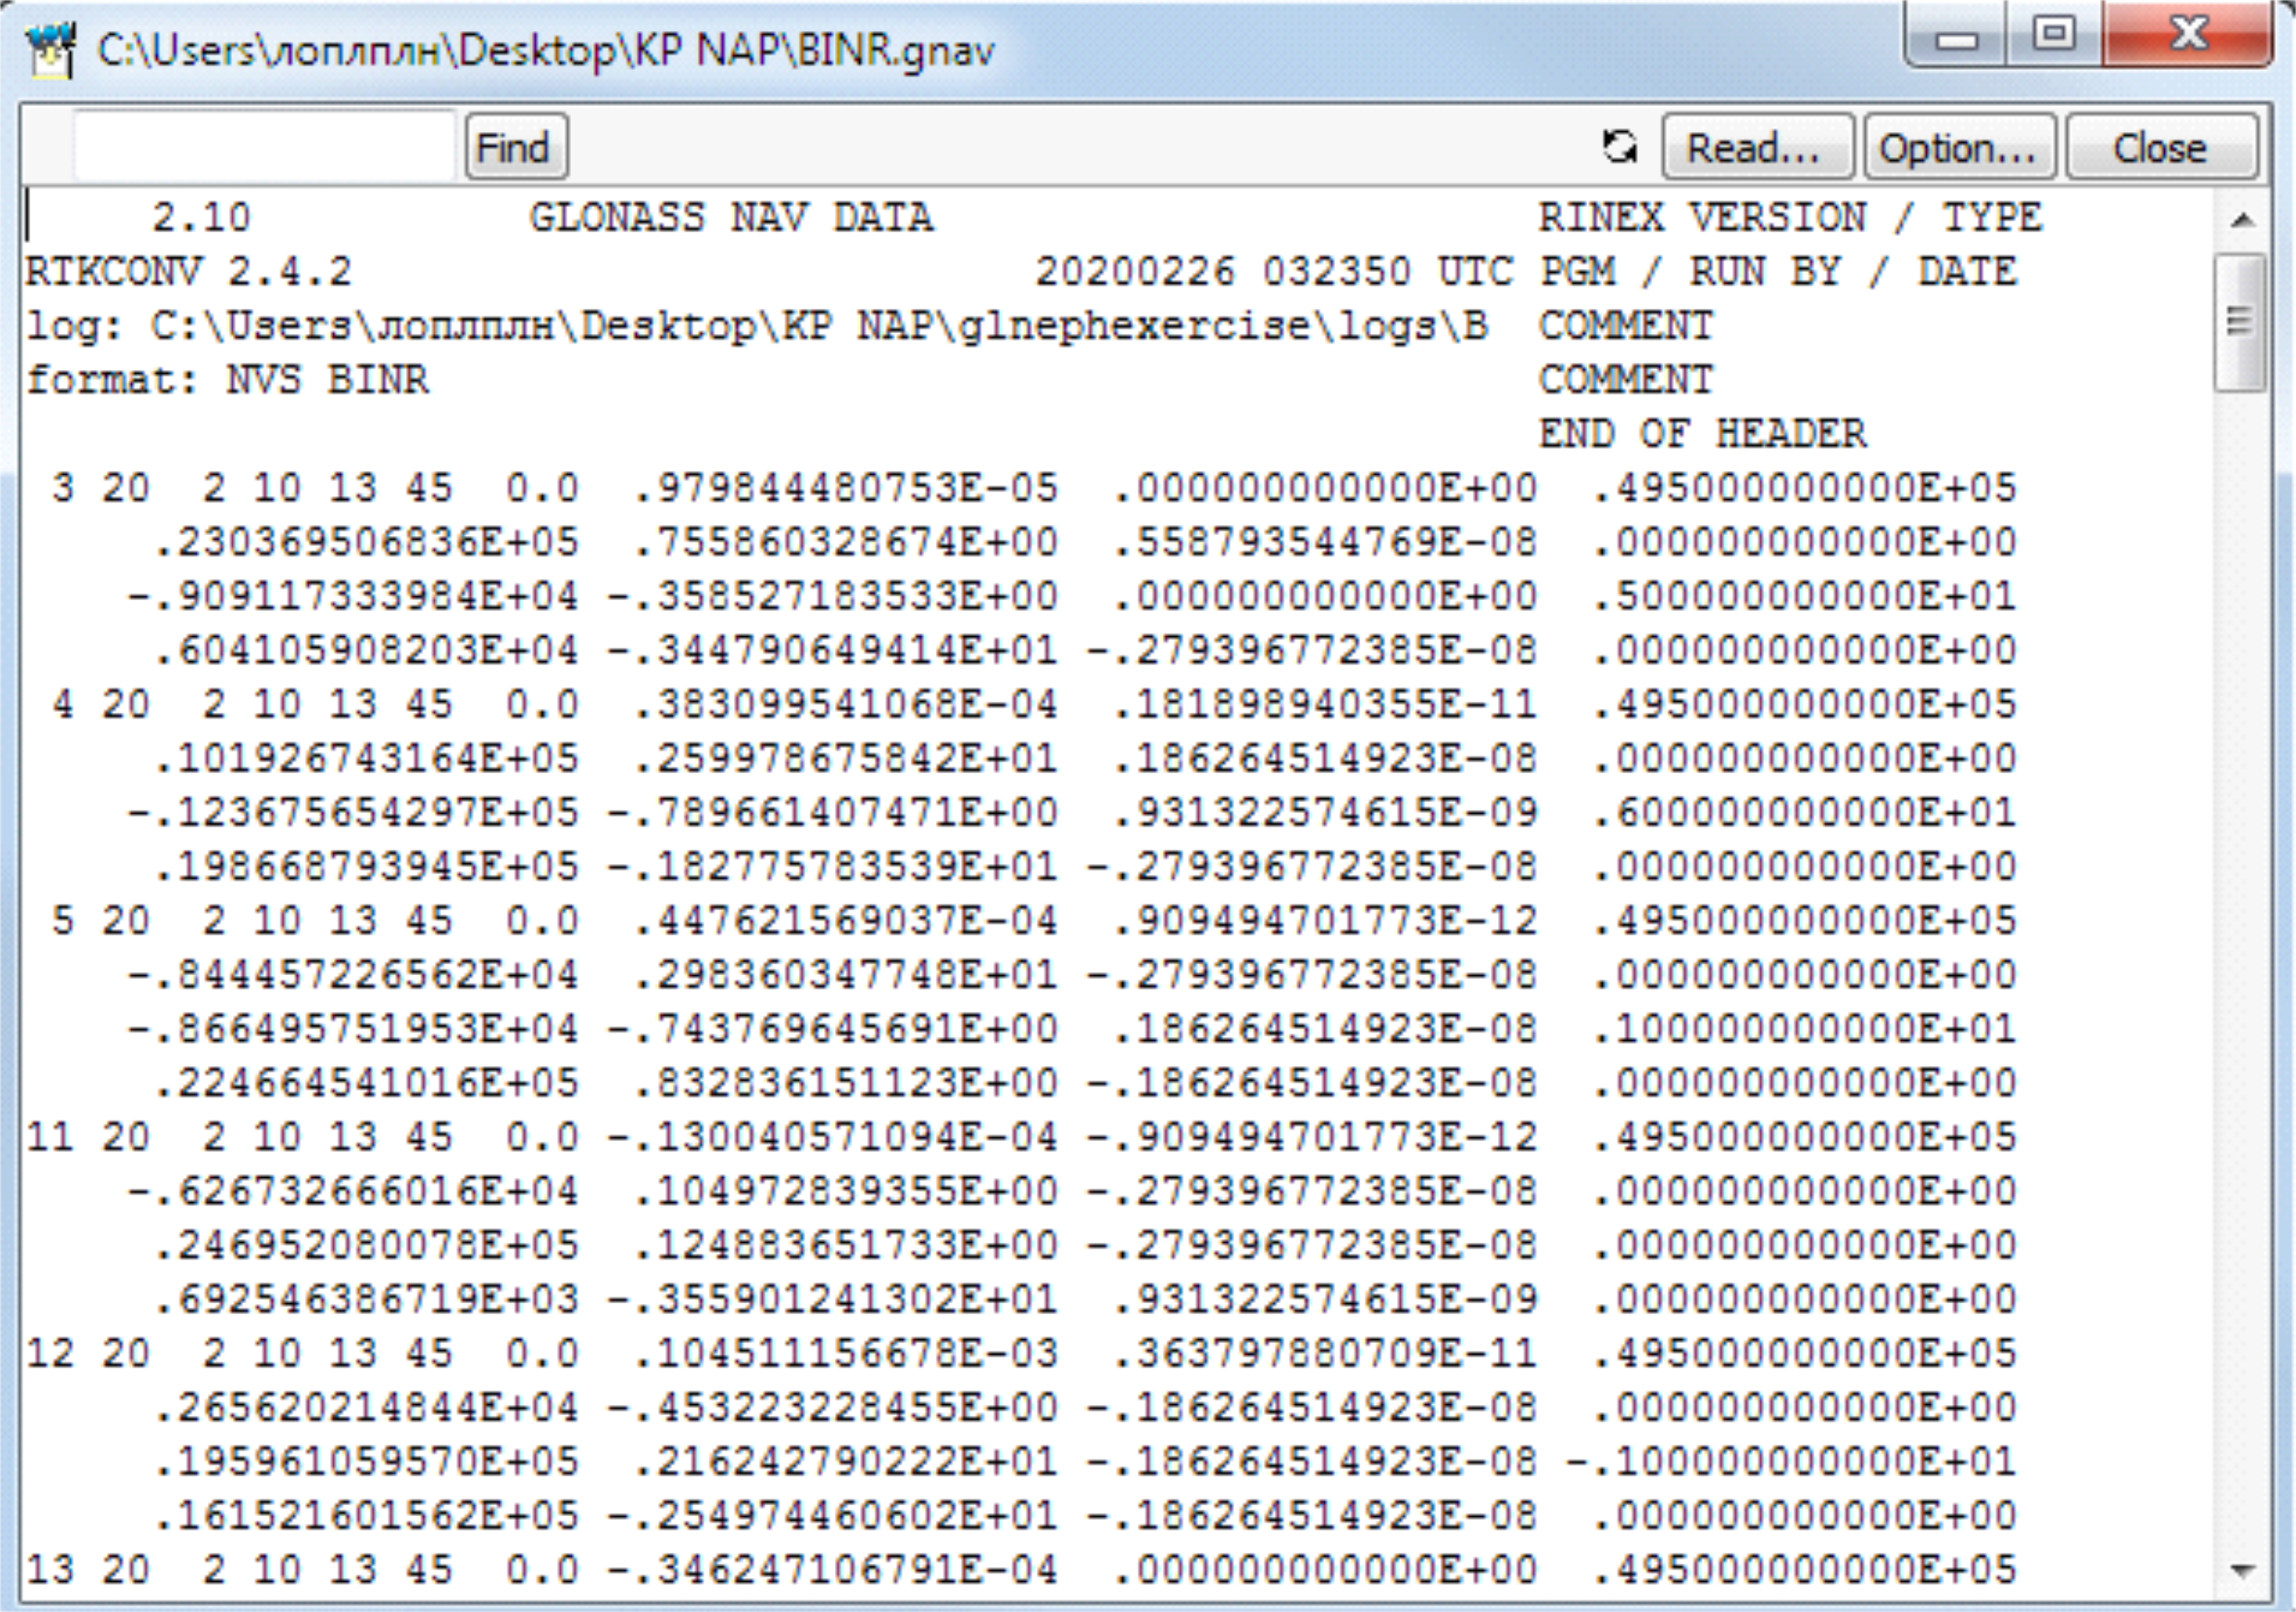 C:\Users\лоплплн\Desktop\KP NAP\BINR.gnav
Find Read... Option... Close
2.10 GLONASS NAV DATA RINEX VERSION / TYPE
RTKCONV 2.4.2 20200226 032350 UTC PGM / RUN BY / DATE
log: C:\Users\лоплплн\Desktop\KP NAP\glnephexercise\logs\B COMMENT
format: NVS BINR COMMENT
END OF HEADER
3 20 2 10 13 45 0.0 .979844480753E-05 .000000000000E+00 .495000000000E+05
.230369506836E+05 .755860328674E+00 .558793544769E-08 .000000000000E+00
-.909117333984E+04 -.358527183533E+00 .000000000000E+00 .500000000000E+01
.604105908203E+04 -.344790649414E+01 -.279396772385E-08 .000000000000E+00
4 20 2 10 13 45 0.0 .383099541068E-04 .181898940355E-11 .495000000000E+05
.101926743164E+05 .259978675842E+01 .186264514923E-08 .000000000000E+00
-.123675654297E+05 -.789661407471E+00 .931322574615E-09 .600000000000E+01
.198668793945E+05 -.182775783539E+01 -.279396772385E-08 .000000000000E+00
5 20 2 10 13 45 0.0 .447621569037E-04 .909494701773E-12 .495000000000E+05
-.844457226562E+04 .298360347748E+01 -.279396772385E-08 .000000000000E+00
-.866495751953E+04 -.743769645691E+00 .186264514923E-08 .100000000000E+01
.224664541016E+05 .832836151123E+00 -.186264514923E-08 .000000000000E+00
11 20 2 10 13 45 0.0 -.130040571094E-04 -.909494701773E-12 .495000000000E+05
-.626732666016E+04 .104972839355E+00 -.279396772385E-08 .000000000000E+00
.246952080078E+05 .124883651733E+00 -.279396772385E-08 .000000000000E+00
.692546386719E+03 -.355901241302E+01 .931322574615E-09 .000000000000E+00
12 20 2 10 13 45 0.0 .104511156678E-03 .363797880709E-11 .495000000000E+05
.265620214844E+04 -.453223228455E+00 -.186264514923E-08 .000000000000E+00
.195961059570E+05 .216242790222E+01 -.186264514923E-08 -.100000000000E+01
.161521601562E+05 -.254974460602E+01 -.186264514923E-08 .000000000000E+00
13 20 2 10 13 45 0.0 -.346247106791E-04 .000000000000E+00 .495000000000E+05